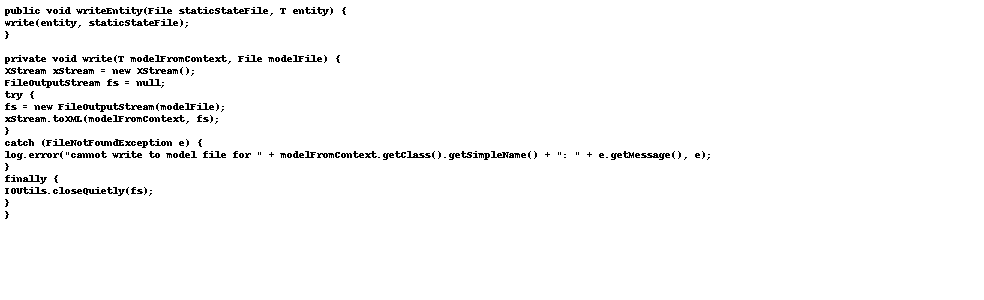 public void writeEntity(File staticStateFile, T entity) {
write(entity, staticStateFile);
}

private void write(T modelFromContext, File modelFile) {
XStream xStream = new XStream();
FileOutputStream fs = null;
try {
fs = new FileOutputStream(modelFile);
xStream.toXML(modelFromContext, fs);
}
catch (FileNotFoundException e) {
log.error("cannot write to model file for " + modelFromContext.getClass().getSimpleName() + ": " + e.getMessage(), e);
}
finally {
IOUtils.closeQuietly(fs);
}
}